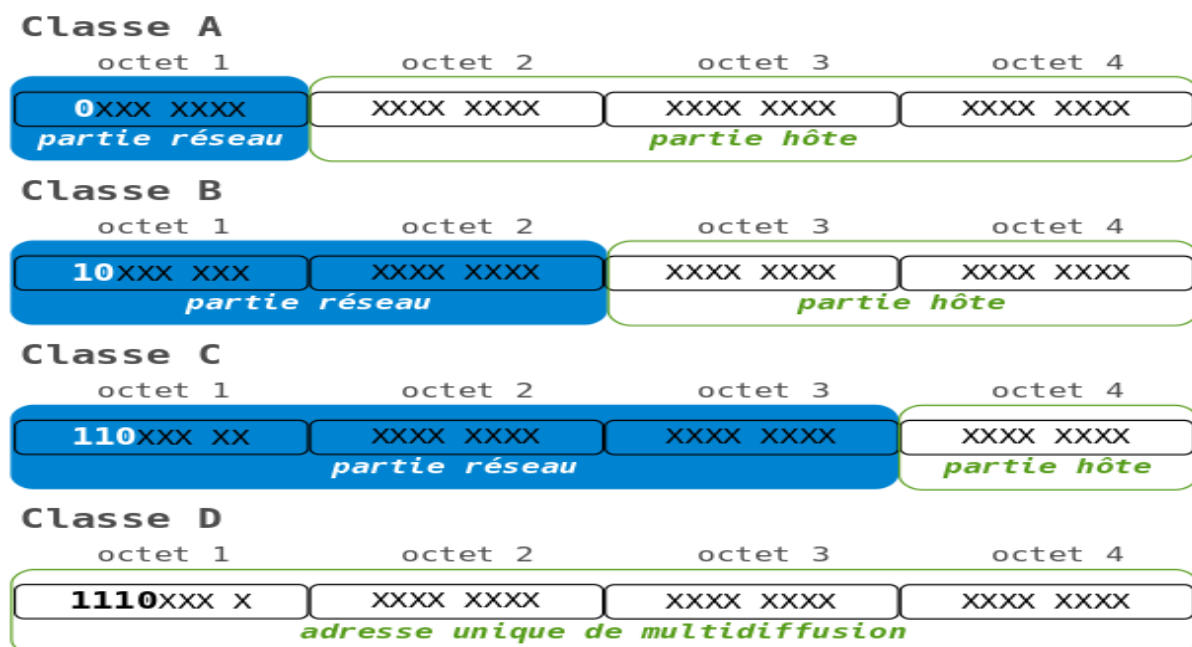 Classe A
octet 1 octet 2 octet 3 octet 4
0xxx xxxx xxxx xxxx xxxx xxxx xxxx xxxx
partie réseau partie hôte
Classe B
octet 1 octet 2 octet 3 octet 4
10xxx xxx xxxx xxxx xxxx xxxx xxxx xxxx
partie réseau partie hôte
Classe C
octet 1 octet 2 octet 3 octet 4
110xxx xx xxxx xxxx xxxx xxxx xxxx xxxx
partie réseau partie hôte
Classe D
octet 1 octet 2 octet 3 octet 4
1110xxx x xxxx xxxx xxxx xxxx xxxx xxxx
adresse unique de multidiffusion